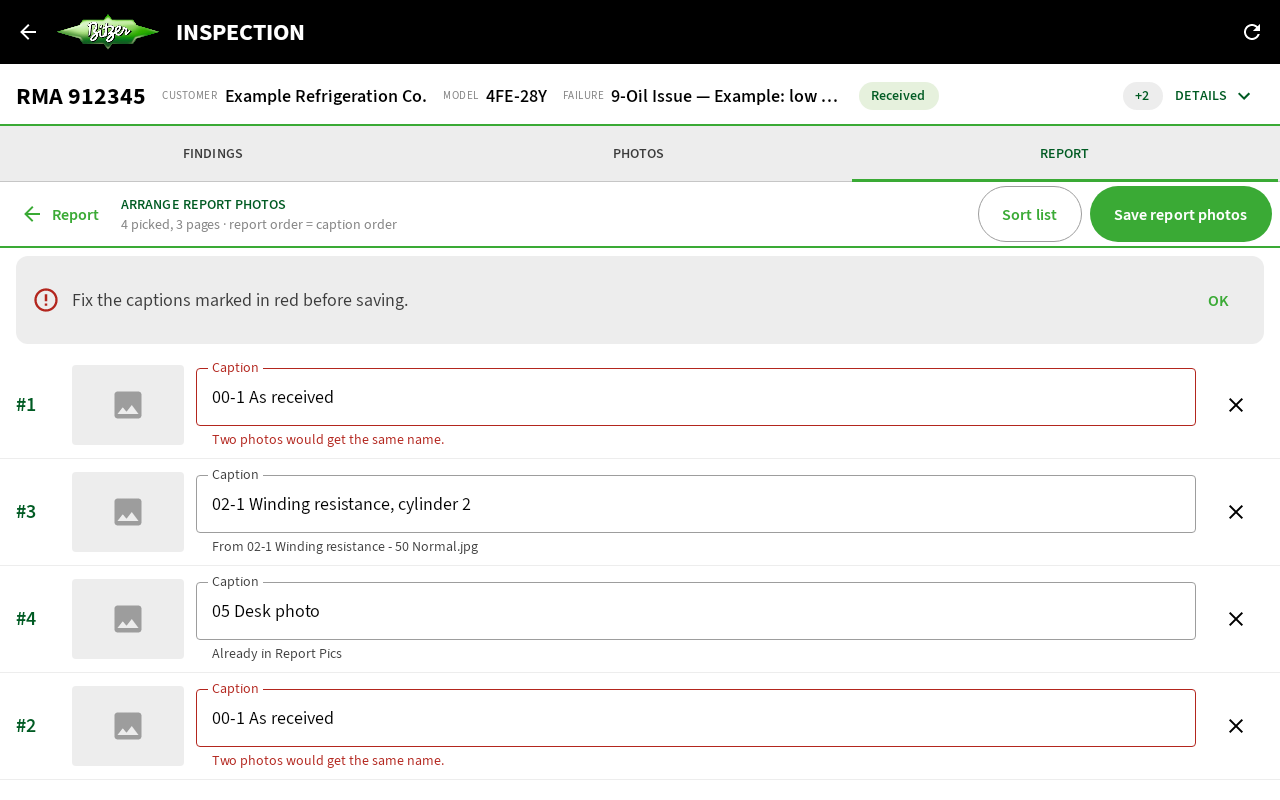 Bitzer INSPECTION
RMA 912345 CUSTOMER Example Refrigeration Co. MODEL 4FE-28Y FAILURE 9-Oil Issue — Example: low ... Received +2 DETAILS
FINDINGS PHOTOS REPORT
Report ARRANGE REPORT PHOTOS Sort list Save report photos
4 picked, 3 pages · report order = caption order
Fix the captions marked in red before saving. OK
Caption
#1 00-1 As received
Two photos would get the same name.
Caption
#3 02-1 Winding resistance, cylinder 2
From 02-1 Winding resistance - 50 Normal.jpg
Caption
#4 05 Desk photo
Already in Report Pics
Caption
#2 00-1 As received
Two photos would get the same name.